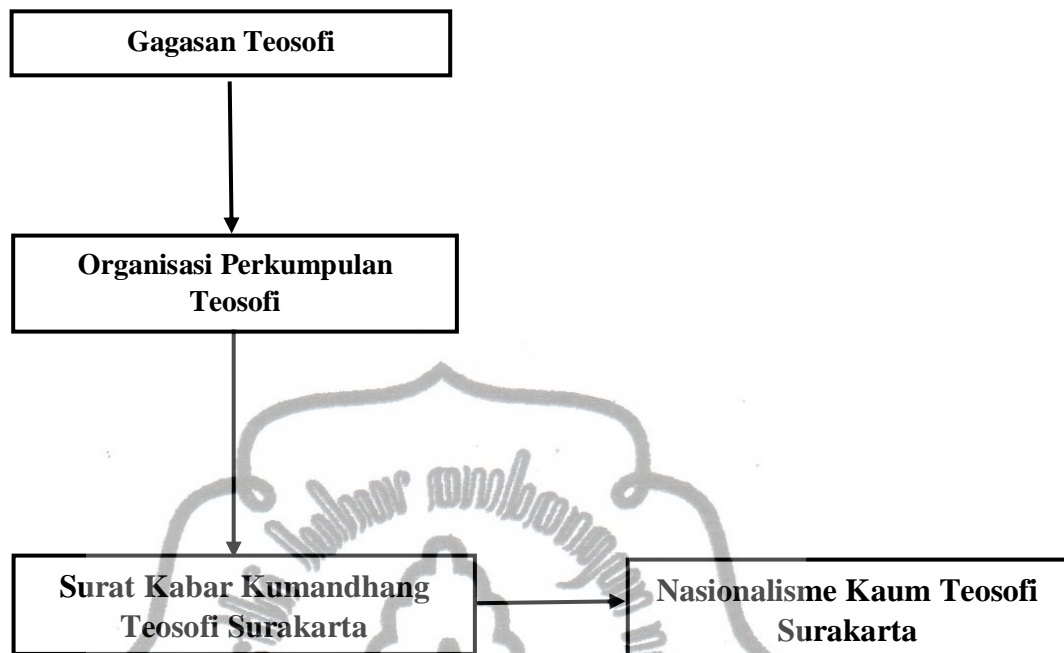 Gagasan Teosofi
Organisasi Perkumpulan
Teosofi
Surat Kabar Kumandhang
Teosofi Surakarta
Nasionalisme Kaum Teosofi
Surakarta